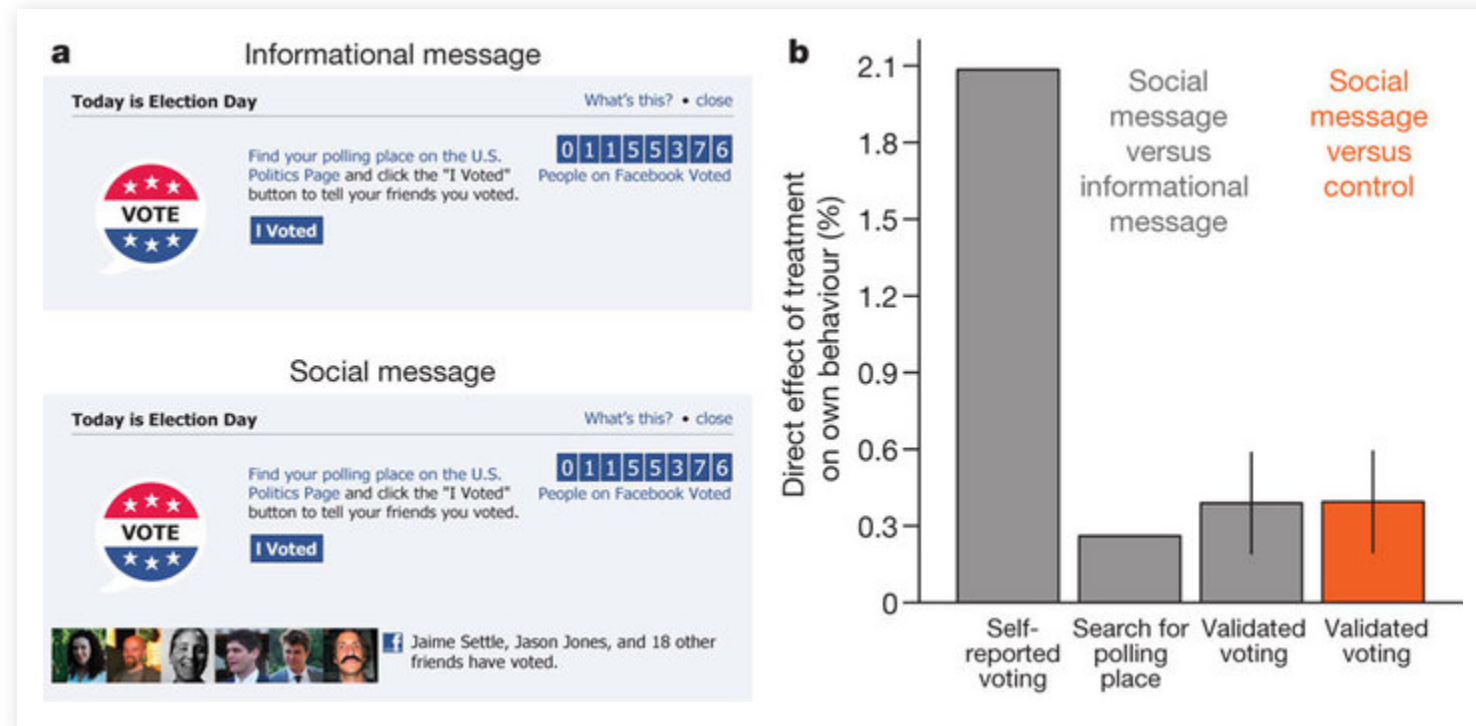 a
Informational message
Today is Election Day
What's this? • close
VOTE
Find your polling place on the U.S.
Politics Page and click the "I Voted"
button to tell your friends you voted.
I Voted
0 1 1 5 5 3 7 6
People on Facebook Voted
Social message
Today is Election Day
What's this? • close
VOTE
Find your polling place on the U.S.
Politics Page and click the "I Voted"
button to tell your friends you voted.
I Voted
0 1 1 5 5 3 7 6
People on Facebook Voted
f Jaime Settle, Jason Jones, and 18 other
friends have voted.
b
Direct effect of treatment
on own behaviour (%)
2.1
1.8
1.5
1.2
0.9
0.6
0.3
0
Social
message
versus
informational
message
Social
message
versus
control
Self-
reported
voting
Search for
polling
place
Validated
voting
Validated
voting